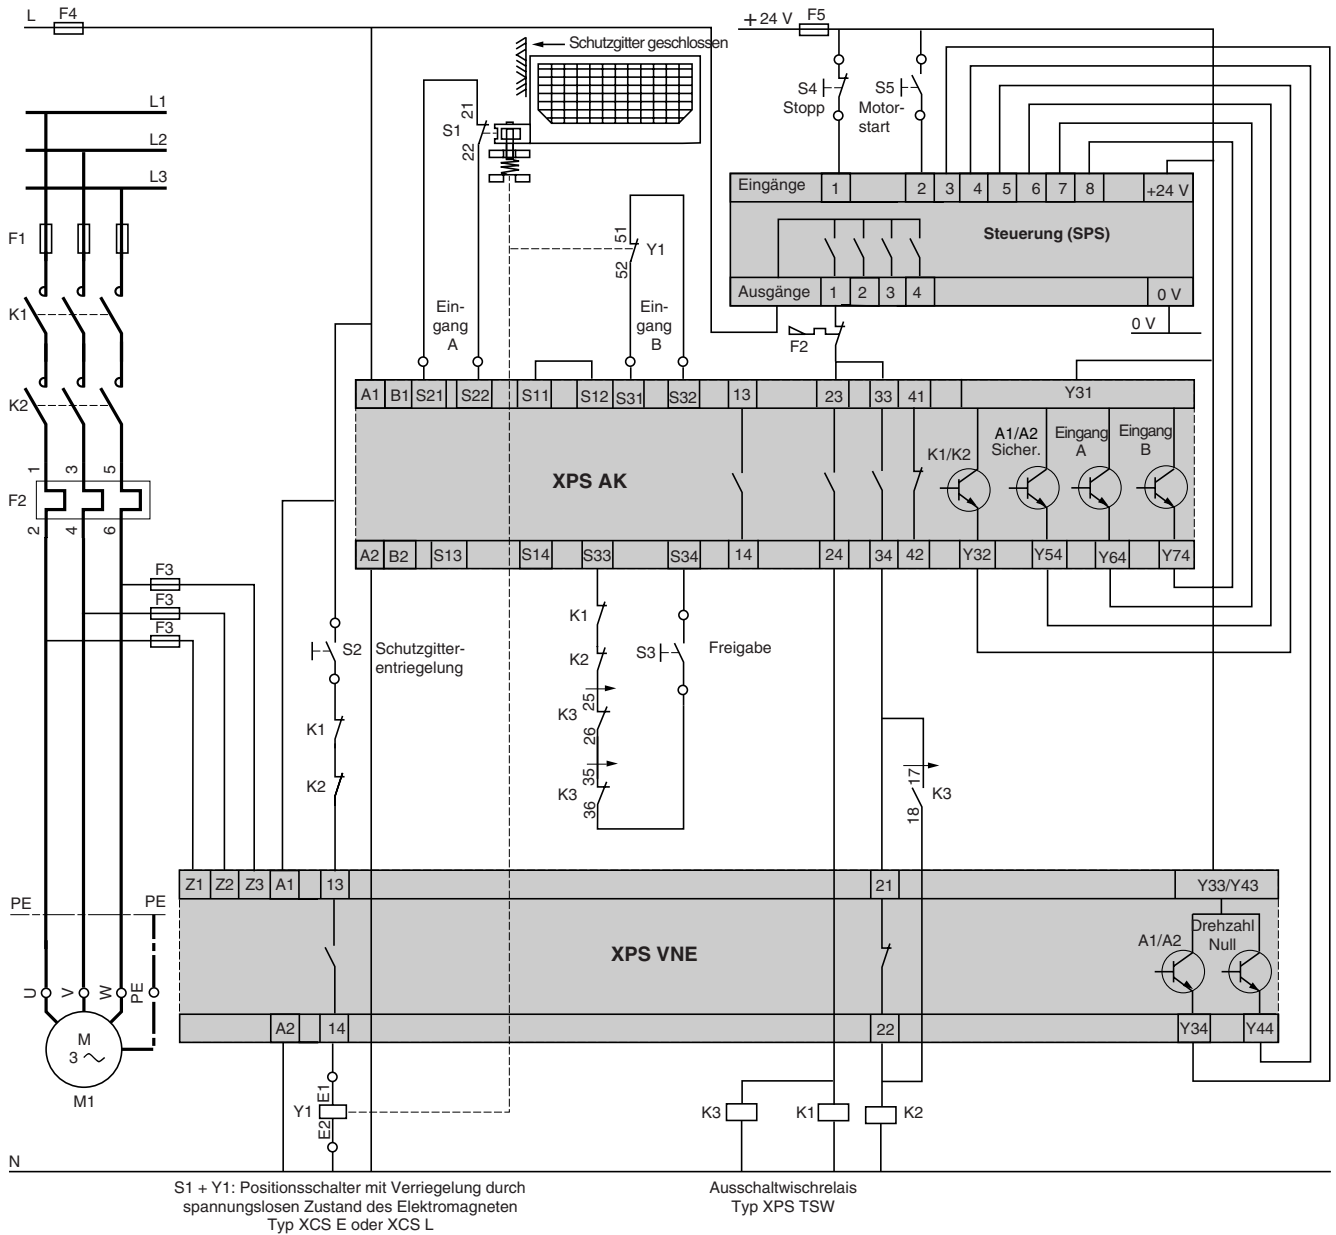 L
F4
+ 24 V
F5
Schutzgitter geschlossen
L1
L2
L3
S1
21
22
S4
Stopp
S5
Motor-
start
Eingänge
1
2
3
4
5
6
7
8
+24 V
Steuerung (SPS)
Ausgänge
1
2
3
4
0 V
0 V
F1
51
52
Y1
K1
Ein-
gang
A
Ein-
gang
B
F2
K2
A1
B1
S21
S22
S11
S12
S31
S32
13
23
33
41
Y31
XPS AK
K1/K2
A1/A2
Sicher.
Eingang
A
Eingang
B
1
3
5
F2
2
4
6
A2
B2
S13
S14
S33
S34
14
24
34
42
Y32
Y54
Y64
Y74
F3
F3
F3
S2
Schutzgitter-
entriegelung
K1
K2
K1
K2
25
K3
26
35
K3
36
S3
Freigabe
17
K3
18
Z1
Z2
Z3
A1
13
21
Y33/Y43
PE
PE
XPS VNE
A1/A2
Drehzahl
Null
U
V
W
PE
A2
14
22
Y34
Y44
M
3
M1
E1
Y1
E2
K3
K1
K2
N
S1 + Y1: Positionsschalter mit Verriegelung durch
spannungslosen Zustand des Elektromagneten
Typ XCS E oder XCS L
Ausschaltwischrelais
Typ XPS TSW